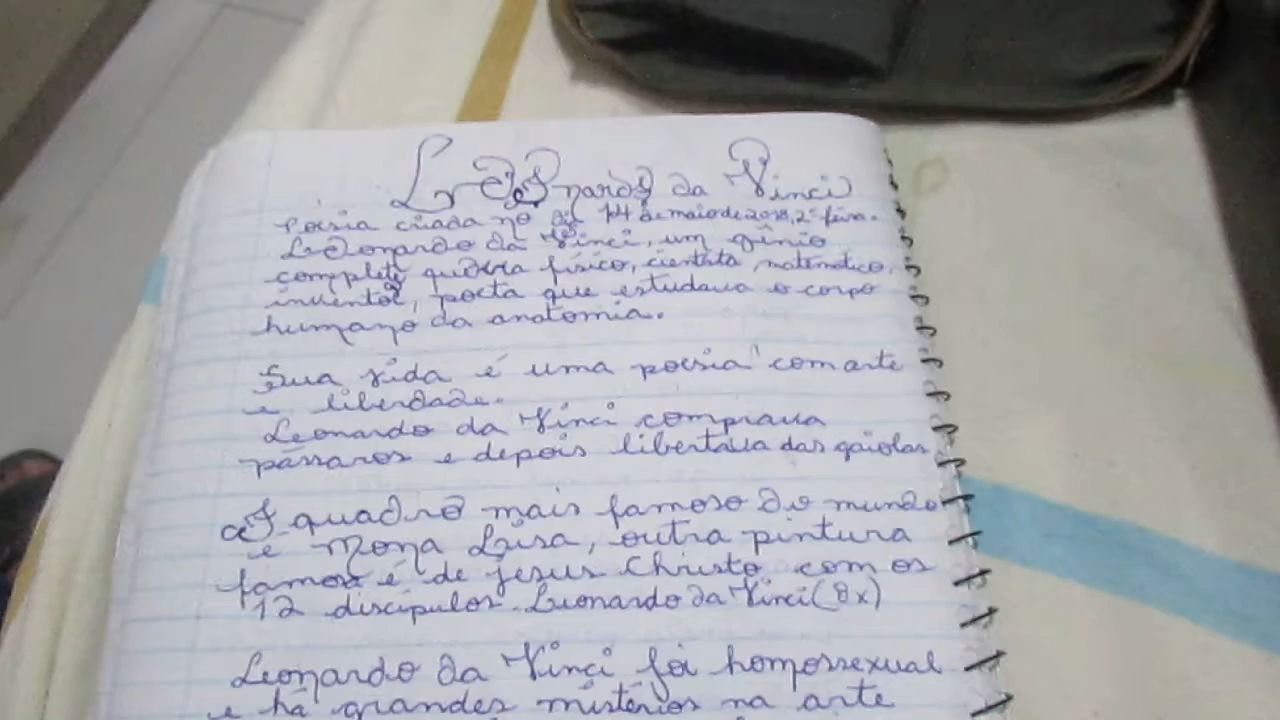 Leonardo da Vinci
Poesia criada no dia 14 de maio de 2018, 2ª feira.
Leonardo da Vinci, um gênio
completo que era físico, cientista, matemático,
inventor, poeta que estudava o corpo
humano da anatomia.
Sua vida é uma poesia com arte
e liberdade.
Leonardo da Vinci comprava
pássaros e depois libertava das gaiolas.
O quadro mais famoso do mundo
é Mona Lisa, outra pintura
famosa é de Jesus Christo com os
12 discípulos. Leonardo da Vinci (8x)
Leonardo da Vinci foi homossexual
e há grandes mistérios na arte